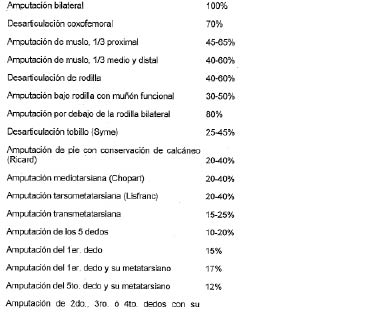 Amputación bilateral 100%
Desarticulación coxofemoral 70%
Amputación de muslo, 1/3 proximal 45-65%
Amputación de muslo, 1/3 medio y distal 40-60%
Desarticulación de rodilla 40-60%
Amputación bajo rodilla con muñón funcional 30-50%
Amputación por debajo de la rodilla bilateral 80%
Desarticulación tobillo (Syme) 25-45%
Amputación de pie con conservación de calcáneo
(Ricard) 20-40%
Amputación mediotarsiana (Chopart) 20-40%
Amputación tarsometatarsiana (Lisfranc) 20-40%
Amputación transmetatarsiana 15-25%
Amputación de los 5 dedos 10-20%
Amputación del 1er. dedo 15%
Amputación del 1er. dedo y su metatarsiano 17%
Amputación del 5to. dedo y su metatarsiano 12%
Amputación de 2do., 3ro. ó 4to. dedos con su